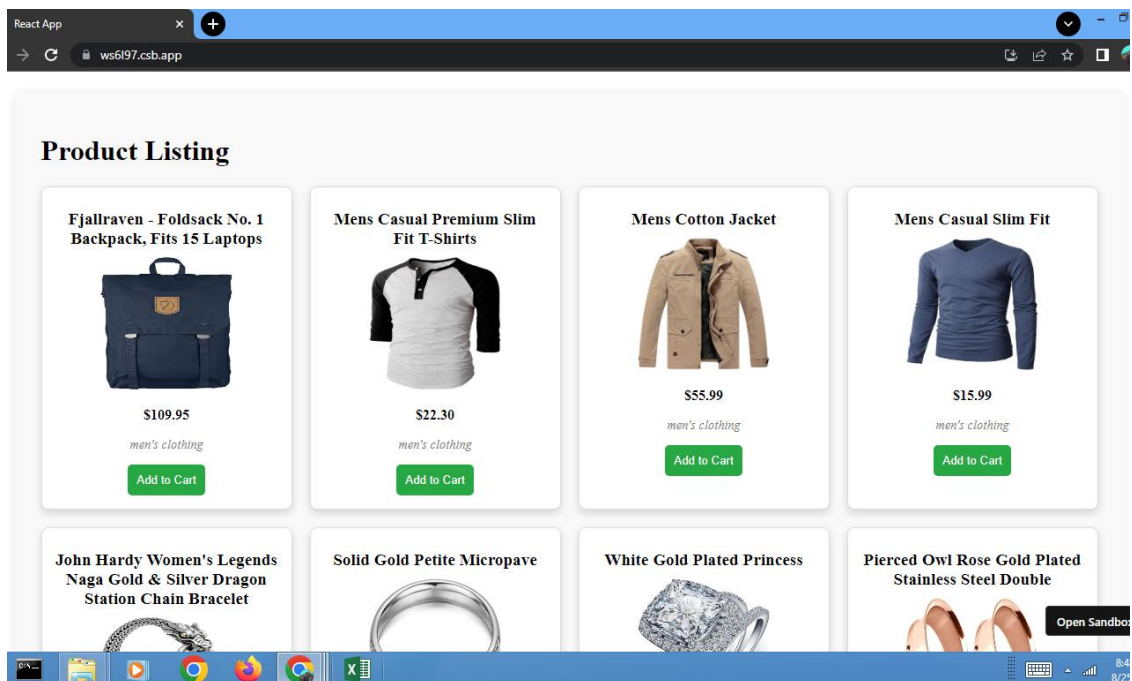 React App
ws6l97.csb.app
Product Listing
Fjallraven - Foldsack No. 1
Backpack, Fits 15 Laptops
$109.95
men's clothing
Add to Cart
Mens Casual Premium Slim
Fit T-Shirts
$22.30
men's clothing
Add to Cart
Mens Cotton Jacket
$55.99
men's clothing
Add to Cart
Mens Casual Slim Fit
$15.99
men's clothing
Add to Cart
John Hardy Women's Legends
Naga Gold & Silver Dragon
Station Chain Bracelet
Solid Gold Petite Micropave
White Gold Plated Princess
Pierced Owl Rose Gold Plated
Stainless Steel Double
Open Sandbox